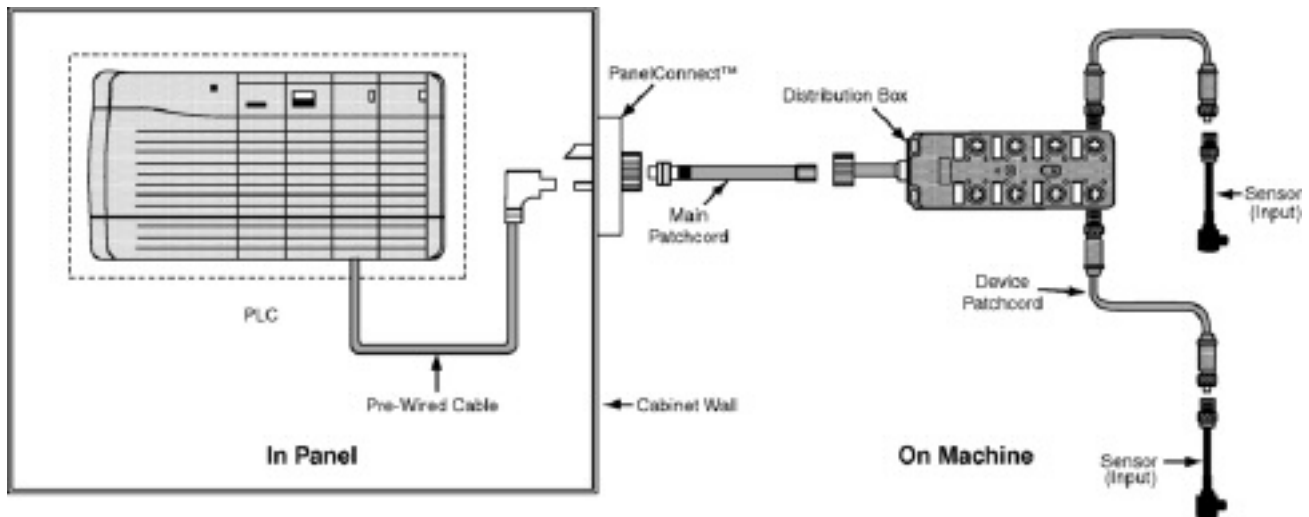 PanelConnect™
Distribution Box
Main
Patchcord
Sensor
(Input)
Device
Patchcord
PLC
Pre-Wired Cable
Cabinet Wall
In Panel
On Machine
Sensor
(Input)